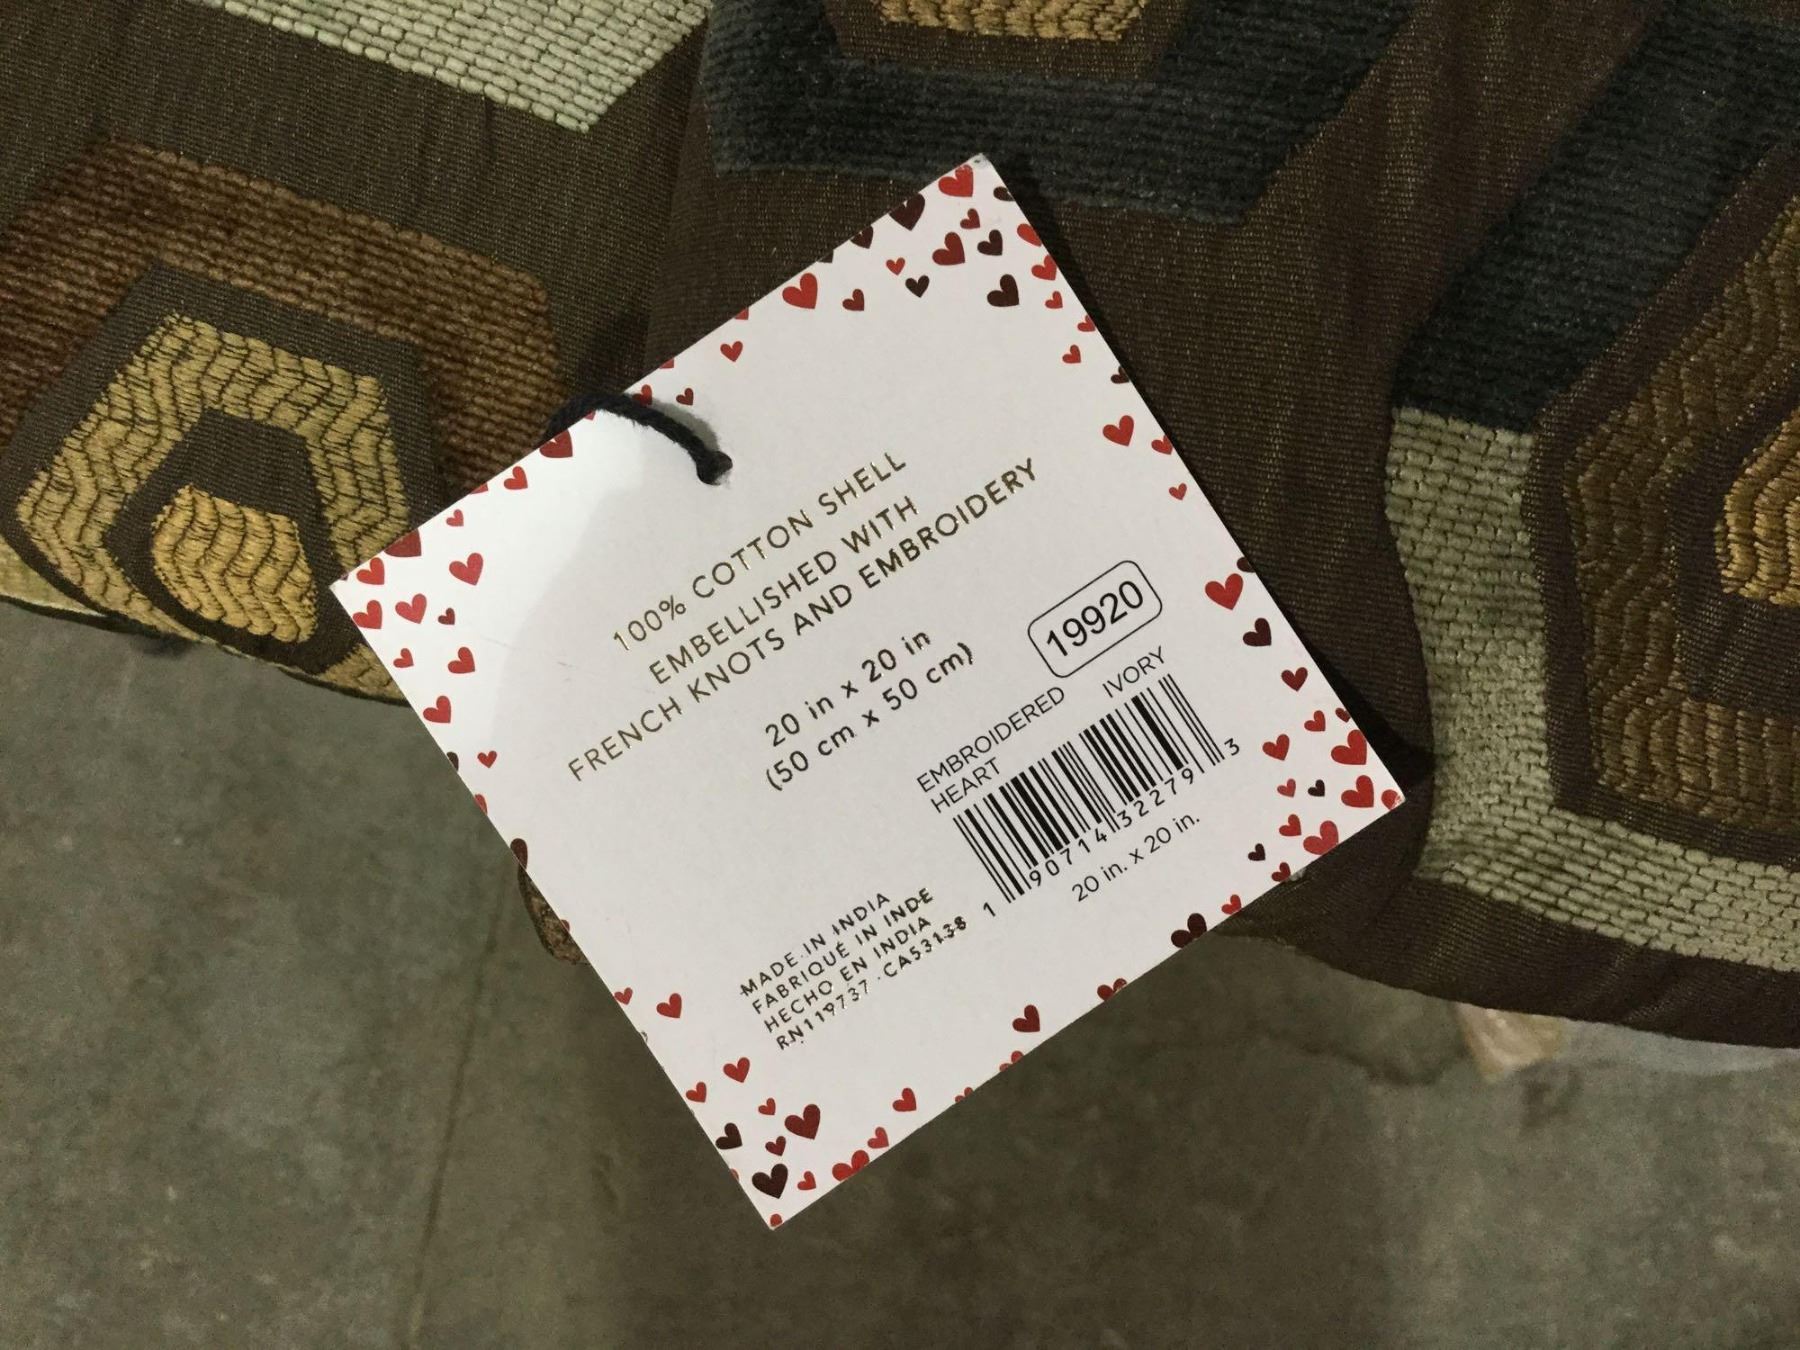 100% COTTON SHELL
EMBELLISHED WITH
FRENCH KNOTS AND EMBROIDERY
20 in x 20 in
(50 cm x 50 cm)
19920
EMBROIDERED IVORY
HEART
1 90714 32279 3
20 in. x 20 in.
MADE IN INDIA
FABRIQUÉ IN INDE
HECHO EN INDIA
RN119737 . CA53138